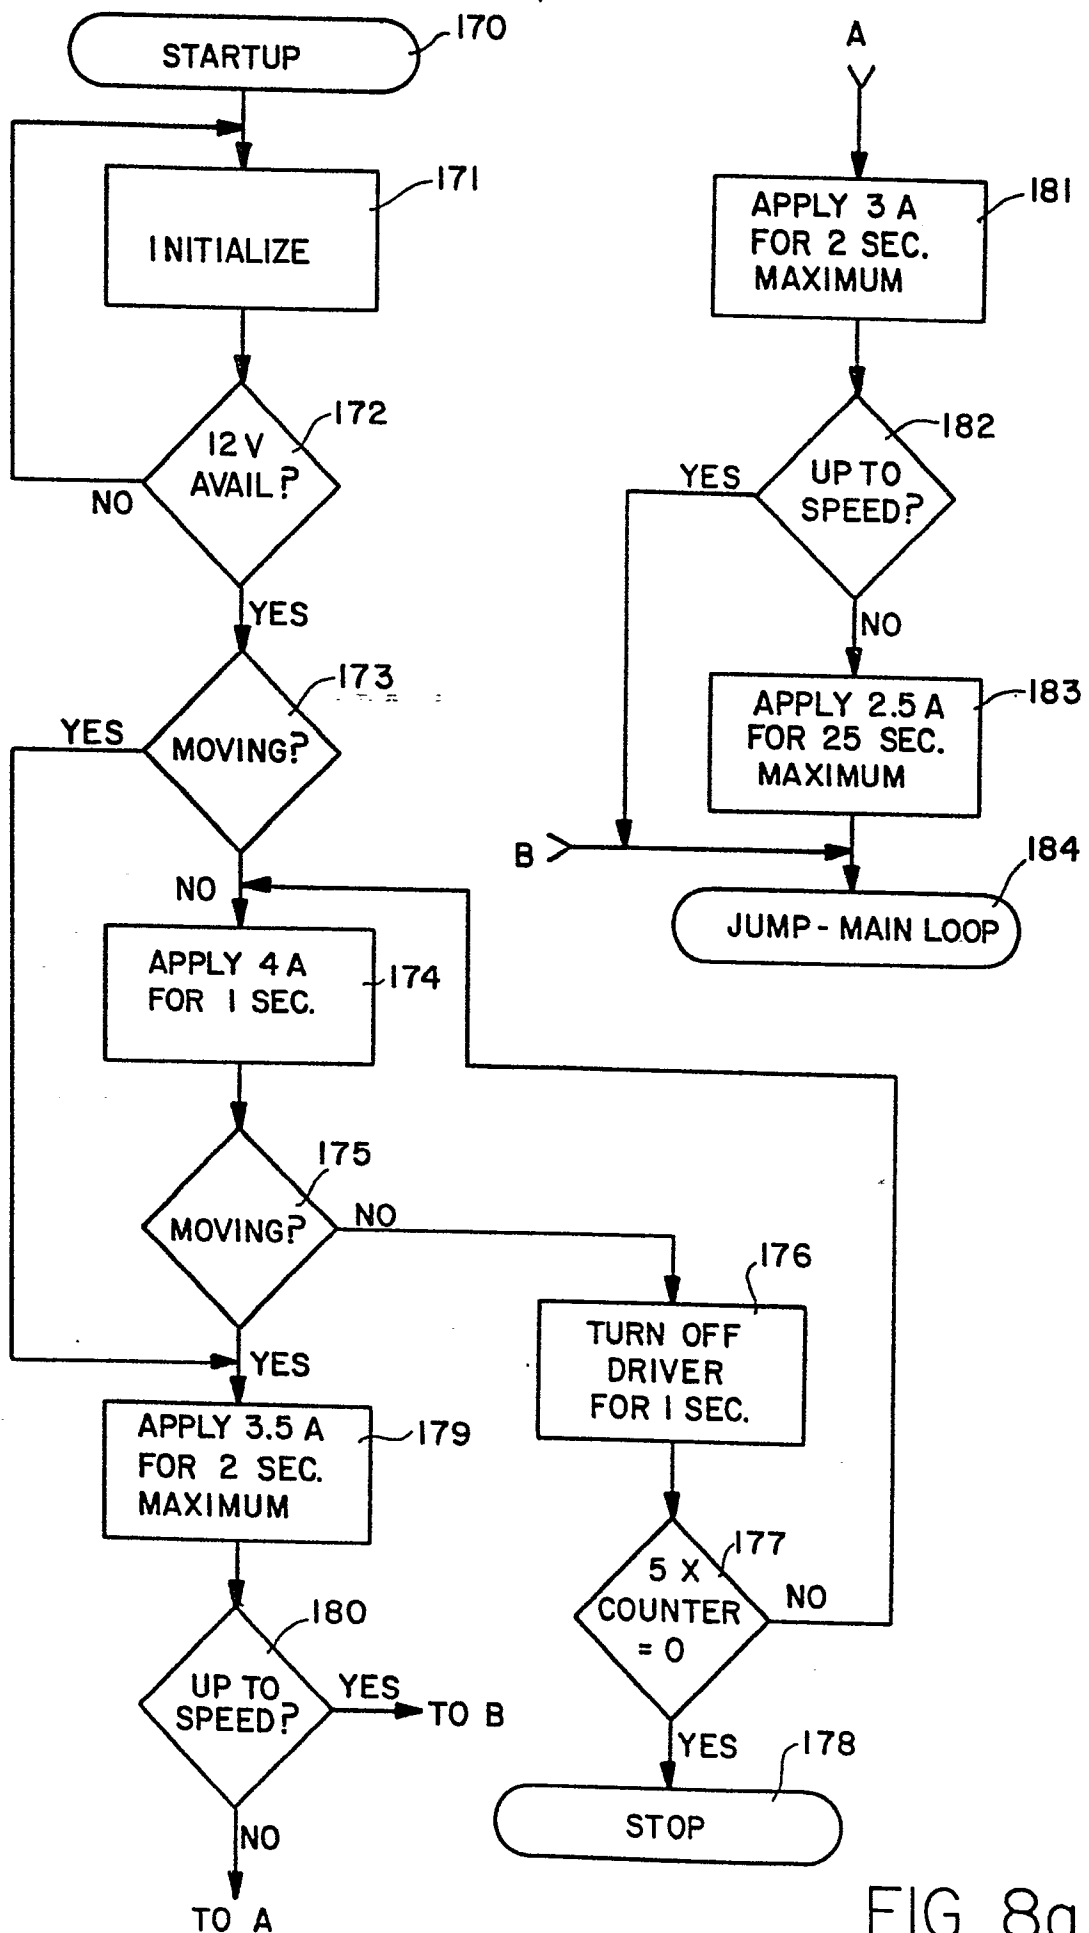 STARTUP
170
171
INITIALIZE
172
12 V
AVAIL?
NO
YES
173
MOVING?
YES
NO
APPLY 4 A
FOR 1 SEC.
174
175
MOVING?
NO
YES
176
TURN OFF
DRIVER
FOR 1 SEC.
177
5 X
COUNTER
= 0
NO
YES
178
STOP
APPLY 3.5 A
FOR 2 SEC.
MAXIMUM
179
180
UP TO
SPEED?
YES
TO B
NO
TO A
A
APPLY 3 A
FOR 2 SEC.
MAXIMUM
181
182
UP TO
SPEED?
YES
NO
APPLY 2.5 A
FOR 25 SEC.
MAXIMUM
183
B
184
JUMP - MAIN LOOP
FIG 8a